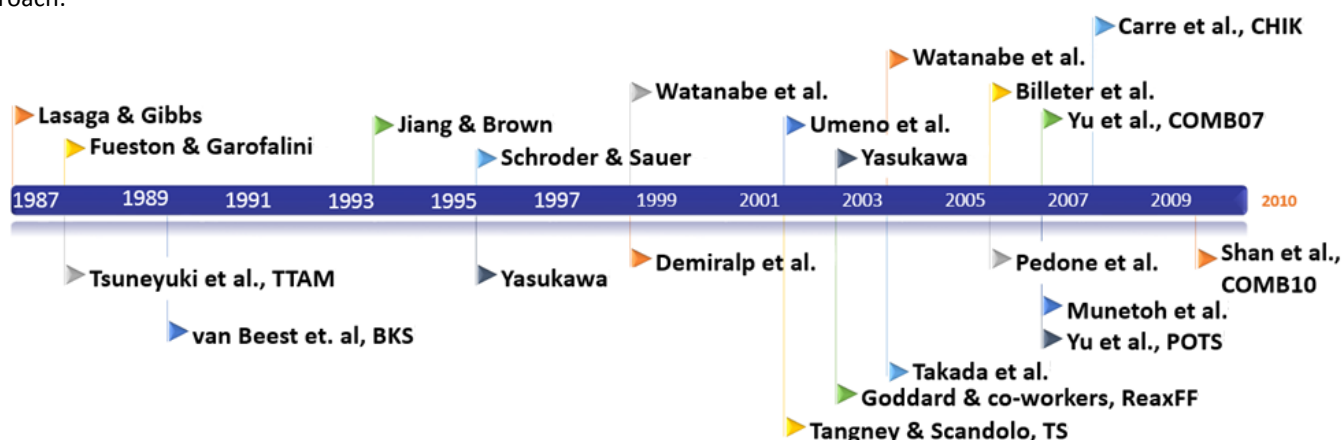 roach.
Carre et al., CHIK
Watanabe et al.
Lasaga & Gibbs
Watanabe et al.
Billeter et al.
Fueston & Garofalini
Jiang & Brown
Umeno et al.
Yu et al., COMB07
Schroder & Sauer
Yasukawa
1987 1989 1991 1993 1995 1997 1999 2001 2003 2005 2007 2009 2010
Tsuneyuki et al., TTAM
Yasukawa
Demiralp et al.
Pedone et al.
Shan et al.,
COMB10
van Beest et. al, BKS
Munetoh et al.
Yu et al., POTS
Takada et al.
Goddard & co-workers, ReaxFF
Tangney & Scandolo, TS